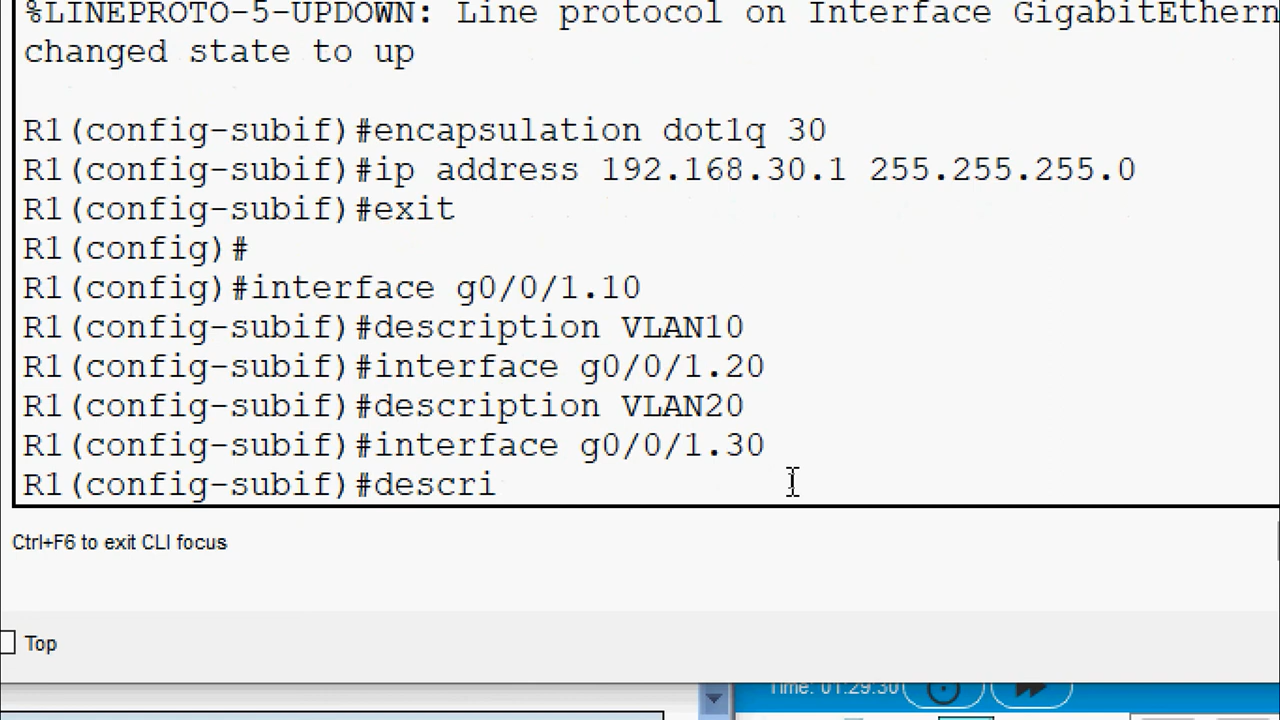 %LINEPROTO-5-UPDOWN: Line protocol on Interface GigabitEthern
changed state to up
R1(config-subif)#encapsulation dot1q 30
R1(config-subif)#ip address 192.168.30.1 255.255.255.0
R1(config-subif)#exit
R1(config)#
R1(config)#interface g0/0/1.10
R1(config-subif)#description VLAN10
R1(config-subif)#interface g0/0/1.20
R1(config-subif)#description VLAN20
R1(config-subif)#interface g0/0/1.30
R1(config-subif)#descri
Ctrl+F6 to exit CLI focus
Top
Time: 01:29:30